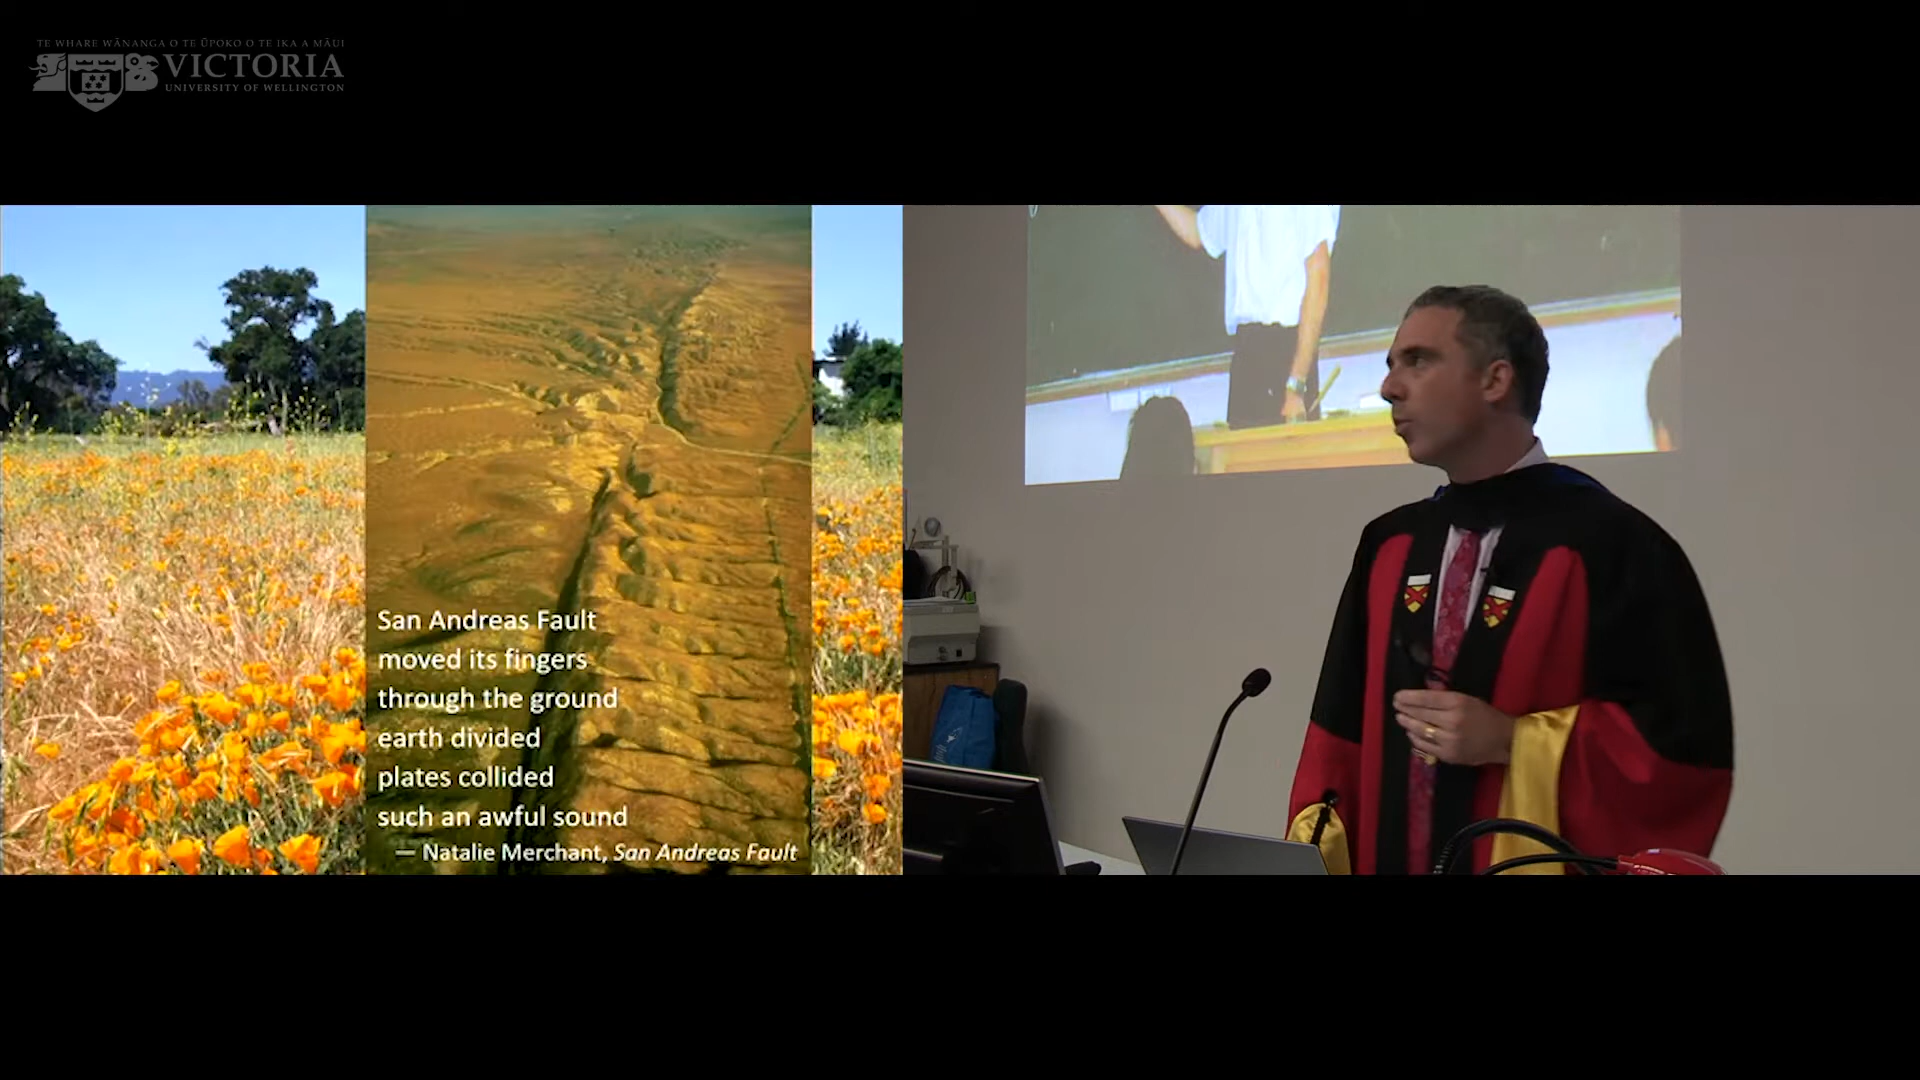 TE WHARE WĀNANGA O TE ŪPOKO O TE IKA A MĀUI
VICTORIA
UNIVERSITY OF WELLINGTON
San Andreas Fault
moved its fingers
through the ground
earth divided
plates collided
such an awful sound
— Natalie Merchant, San Andreas Fault